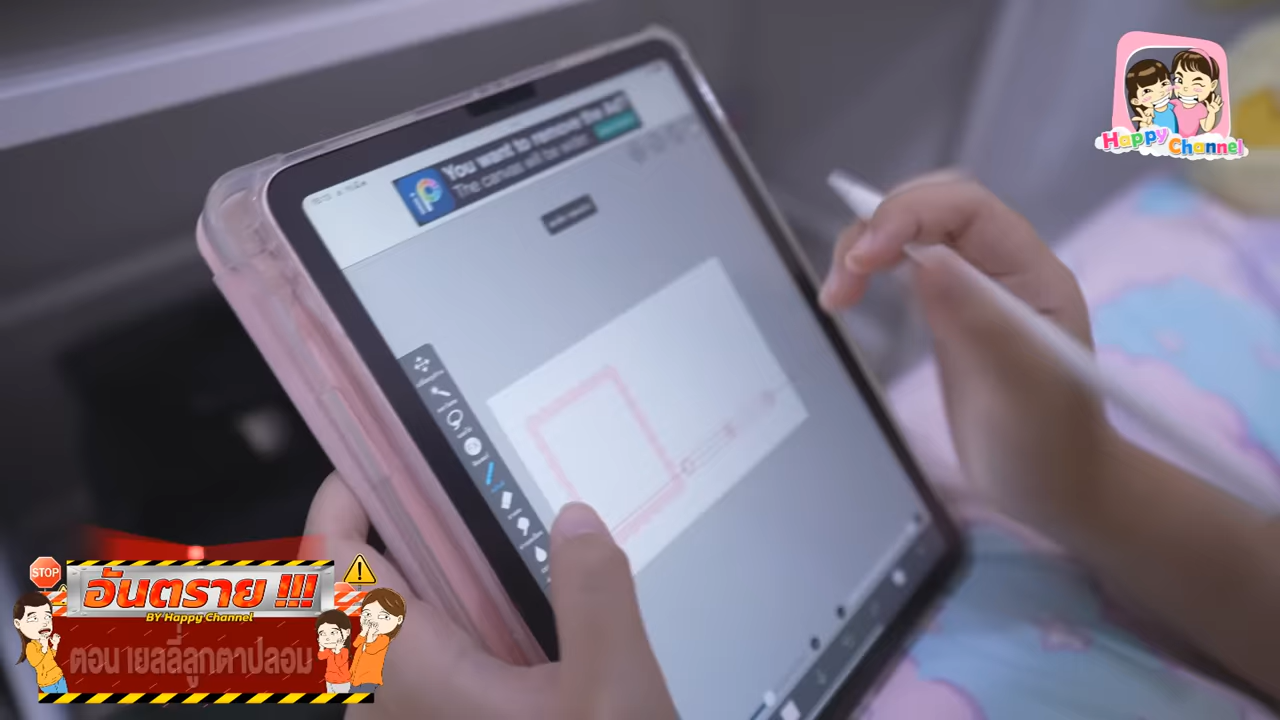 Happy Channel
You want to remove the Ad?
The canvas will be wider!
STOP
อันตราย !!!
BY Happy Channel
ตอน เยลลี่ลูกตาปลอม